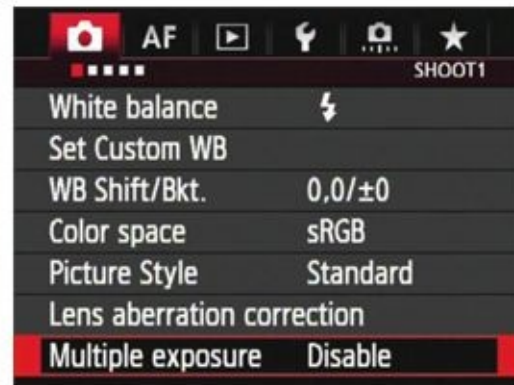 AF
SHOOT1
White balance
Set Custom WB
WB Shift/Bkt. 0,0/±0
Color space sRGB
Picture Style Standard
Lens aberration correction
Multiple exposure Disable